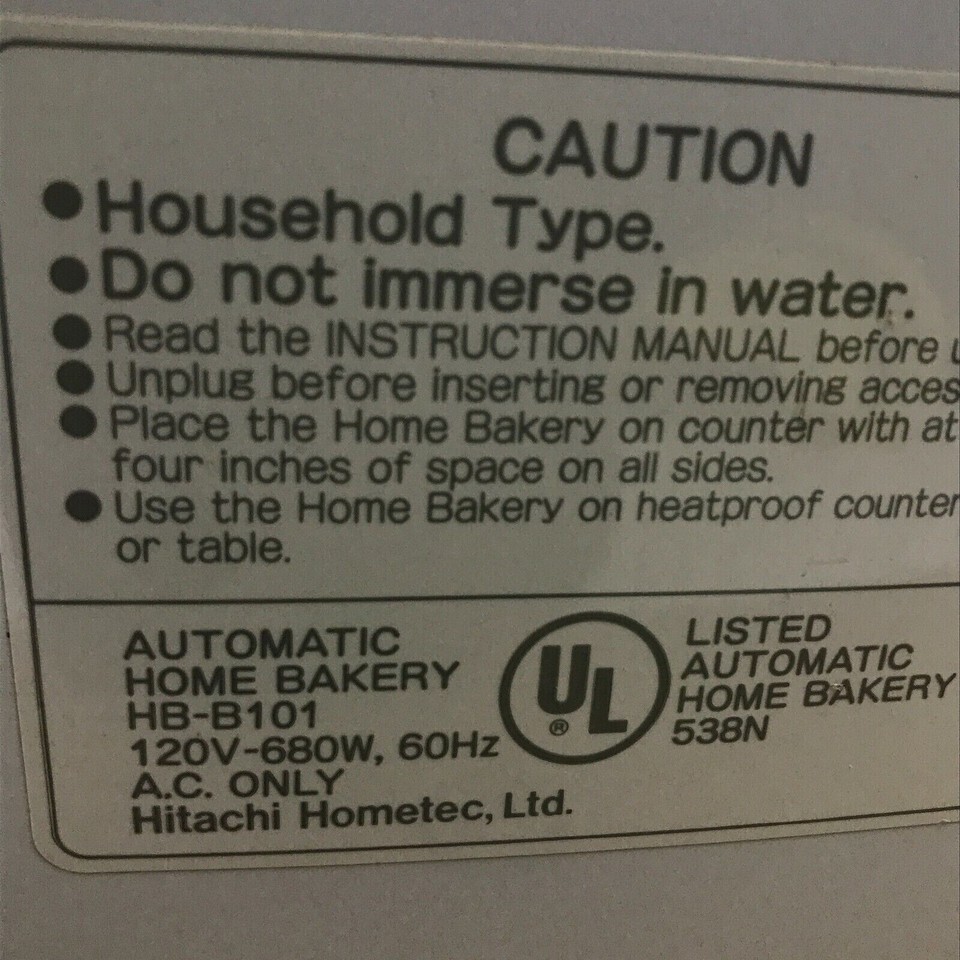 CAUTION
● Household Type.
● Do not immerse in water.
● Read the INSTRUCTION MANUAL before
● Unplug before inserting or removing
● Place the Home Bakery on counter with at
four inches of space on all sides.
● Use the Home Bakery on heatproof counter
or table.
AUTOMATIC
HOME BAKERY
HB-B101
120V-680W, 60Hz
A.C. ONLY
Hitachi Hometec, Ltd.
UL ®
LISTED
AUTOMATIC
HOME BAKERY
538N